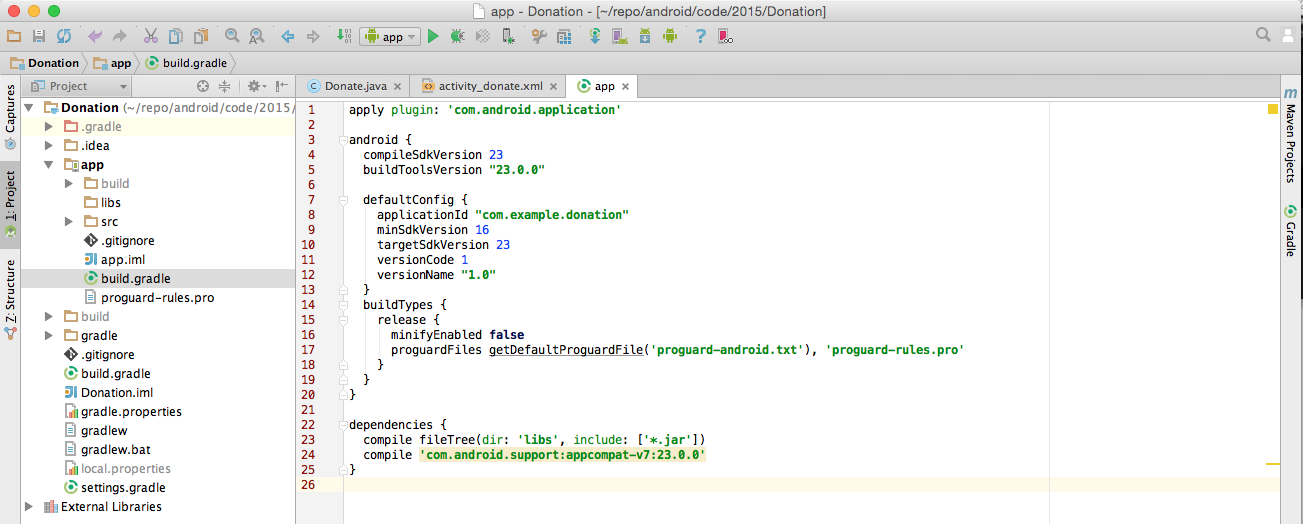 app - Donation - [~/repo/android/code/2015/Donation]
app
Donation app build.gradle
Captures
1: Project
Z: Structure
Project
Donation (~/repo/android/code/2015/
.gradle
.idea
app
build
libs
src
.gitignore
app.iml
build.gradle
proguard-rules.pro
build
gradle
.gitignore
build.gradle
Donation.iml
gradle.properties
gradlew
gradlew.bat
local.properties
settings.gradle
External Libraries
Donate.java activity_donate.xml app
1 apply plugin: 'com.android.application'
2
3 android {
4 compileSdkVersion 23
5 buildToolsVersion "23.0.0"
6
7 defaultConfig {
8 applicationId "com.example.donation"
9 minSdkVersion 16
10 targetSdkVersion 23
11 versionCode 1
12 versionName "1.0"
13 }
14 buildTypes {
15 release {
16 minifyEnabled false
17 proguardFiles getDefaultProguardFile('proguard-android.txt'), 'proguard-rules.pro'
18 }
19 }
20 }
21
22 dependencies {
23 compile fileTree(dir: 'libs', include: ['*.jar'])
24 compile 'com.android.support:appcompat-v7:23.0.0'
25 }
26
m Maven Projects
Gradle